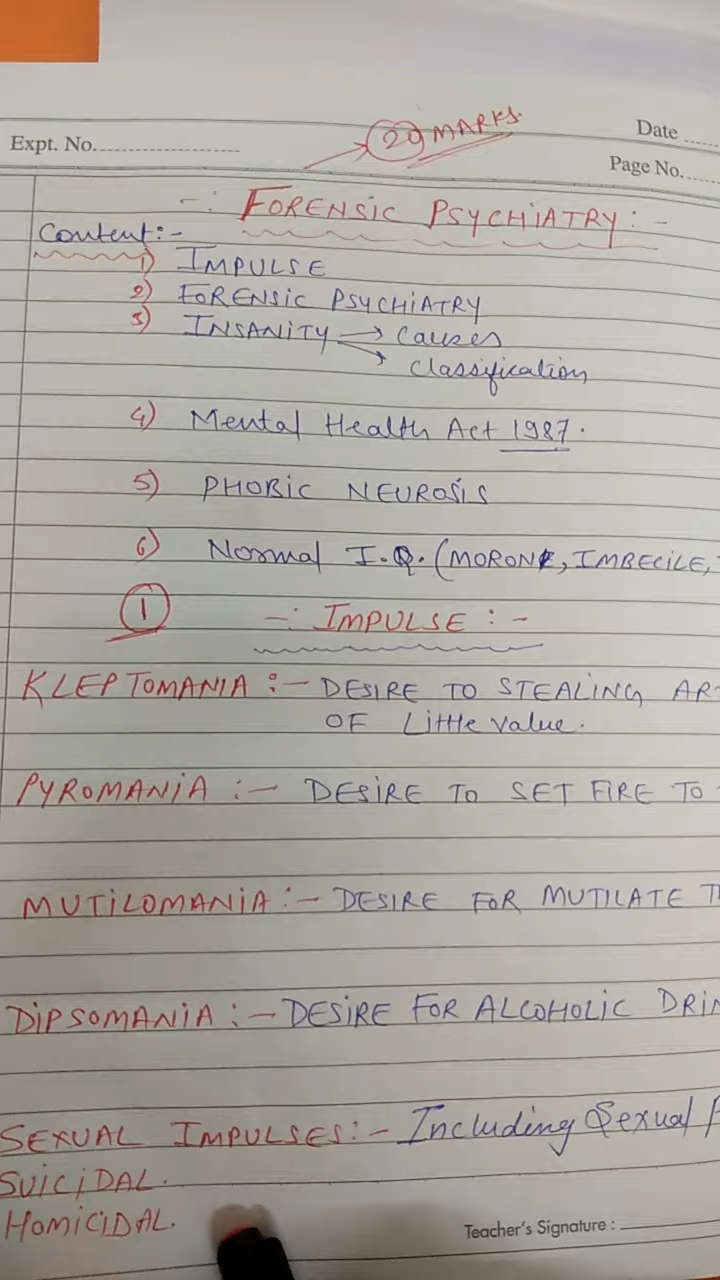 20 MARKS
Date ......
Expt. No..............................
Page No......
-: FORENSIC PSYCHIATRY :-
Content:-
1) IMPULSE
2) FORENSIC PSYCHIATRY
3) INSANITY → Causes
→ Classification
4) Mental Health Act 1987.
5) PHOBIC NEUROSIS
6) Normal I.Q. (MORON, IMBECILE,
1 -: IMPULSE :-
KLEPTOMANIA :- DESIRE TO STEALING
OF Little value.
PYROMANIA :- DESIRE TO SET FIRE TO
MUTILOMANIA :- DESIRE FOR MUTILATE
DIPSOMANIA :- DESIRE FOR ALCOHOLIC
SEXUAL IMPULSES :- Including Sexual
SUICIDAL.
HOMICIDAL.
Teacher's Signature :